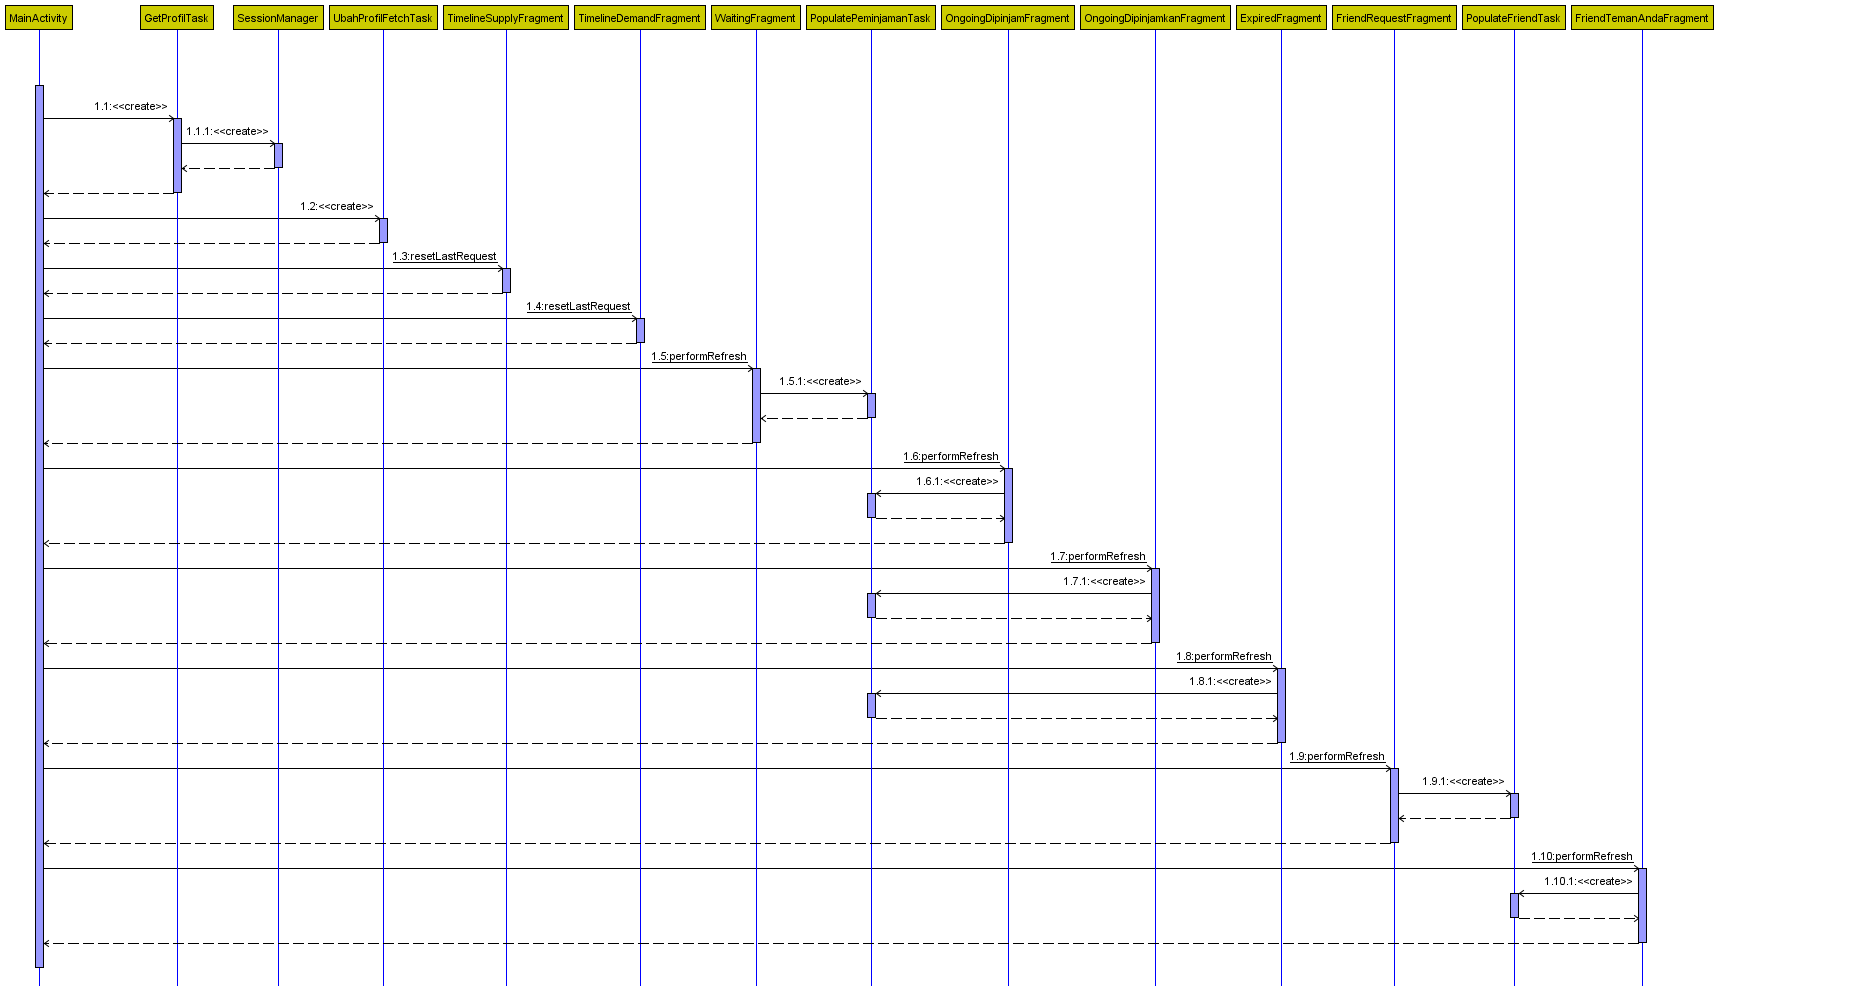 MainActivity
GetProfilTask
SessionManager
UbahProfilFetchTask
TimelineSupplyFragment
TimelineDemandFragment
WaitingFragment
PopulatePeminjamanTask
OngoingDipinjamFragment
OngoingDipinjamkanFragment
ExpiredFragment
FriendRequestFragment
PopulateFriendTask
FriendTemanAndaFragment
1.1:<<create>>
1.1.1:<<create>>
1.2:<<create>>
1.3:resetLastRequest
1.4:resetLastRequest
1.5:performRefresh
1.5.1:<<create>>
1.6:performRefresh
1.6.1:<<create>>
1.7:performRefresh
1.7.1:<<create>>
1.8:performRefresh
1.8.1:<<create>>
1.9:performRefresh
1.9.1:<<create>>
1.10:performRefresh
1.10.1:<<create>>